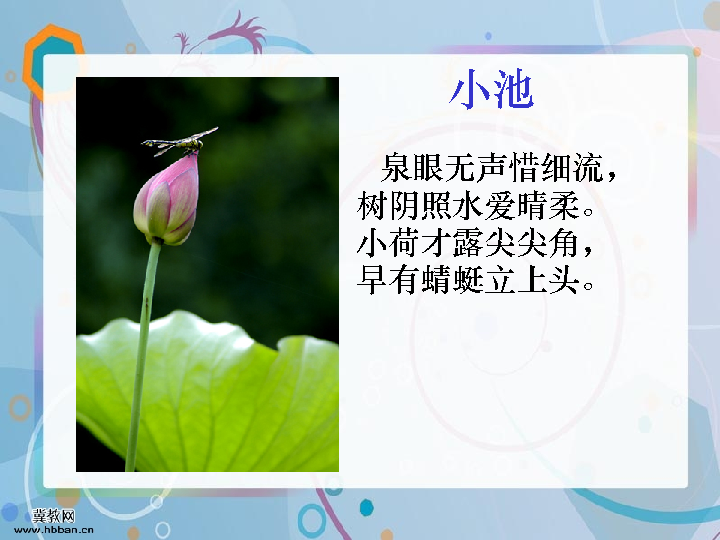 小池
泉眼无声惜细流，
树阴照水爱晴柔。
小荷才露尖尖角，
早有蜻蜓立上头。
冀教网
www.hbban.cn